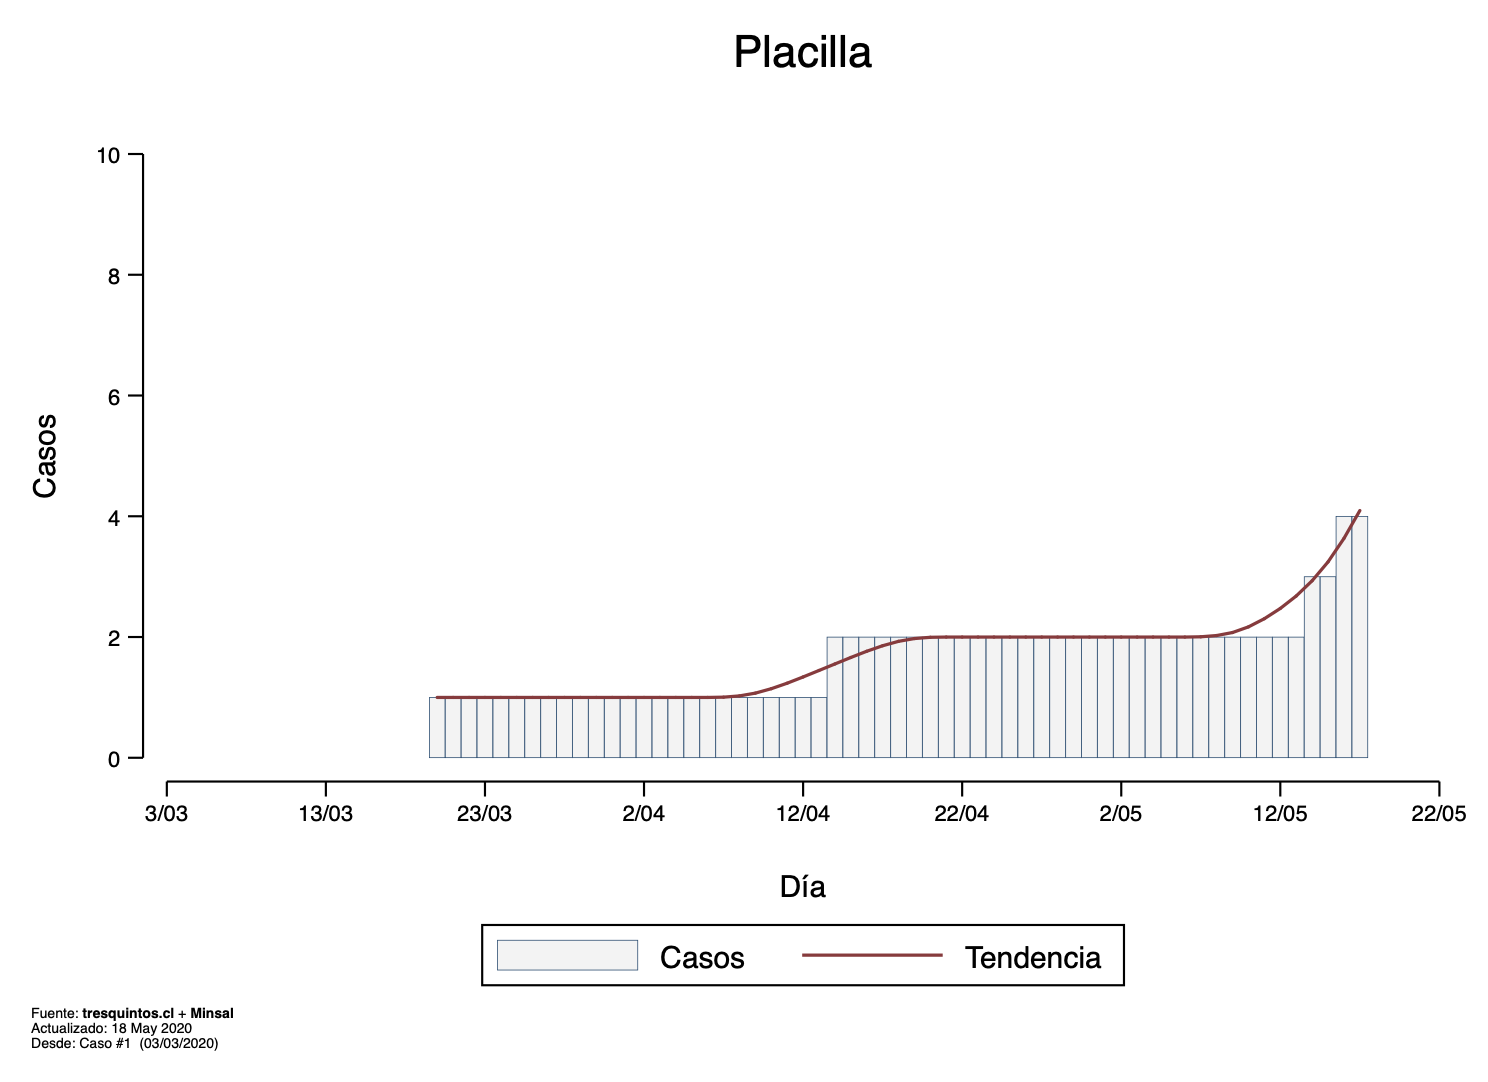 Placilla
10
8
6
4
2
0
Casos
3/03 13/03 23/03 2/04 12/04 22/04 2/05 12/05 22/05
Día
Casos Tendencia
Fuente: tresquintos.cl + Minsal
Actualizado: 18 May 2020
Desde: Caso #1 (03/03/2020)